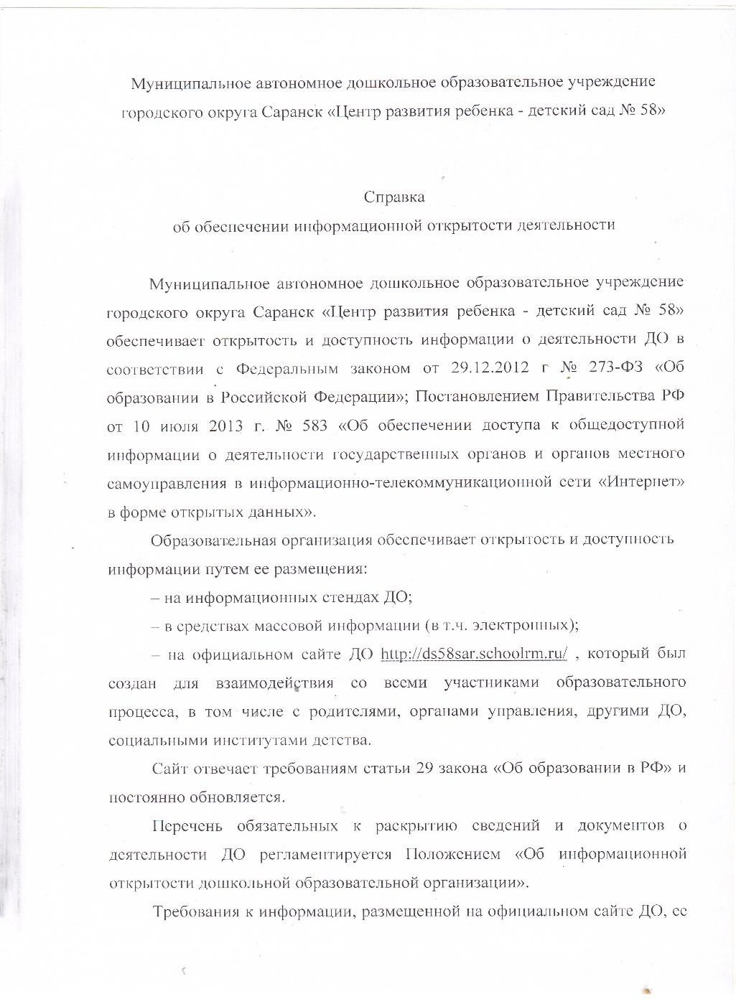 Муниципальное автономное дошкольное образовательное учреждение
городского округа Саранск «Центр развития ребенка - детский сад № 58»
Справка
об обеспечении информационной открытости деятельности
Муниципальное автономное дошкольное образовательное учреждение
городского округа Саранск «Центр развития ребенка - детский сад № 58»
обеспечивает открытость и доступность информации о деятельности ДО в
соответствии с Федеральным законом от 29.12.2012 г № 273-ФЗ «Об
образовании в Российской Федерации»; Постановлением Правительства РФ
от 10 июля 2013 г. № 583 «Об обеспечении доступа к общедоступной
информации о деятельности государственных органов и органов местного
самоуправления в информационно-телекоммуникационной сети «Интернет»
в форме открытых данных».
Образовательная организация обеспечивает открытость и доступность
информации путем ее размещения:
– на информационных стендах ДО;
– в средствах массовой информации (в т.ч. электронных);
– на официальном сайте ДО http://ds58sar.schoolrm.ru/ , который был
создан для взаимодействия со всеми участниками образовательного
процесса, в том числе с родителями, органами управления, другими ДО,
социальными институтами детства.
Сайт отвечает требованиям статьи 29 закона «Об образовании в РФ» и
постоянно обновляется.
Перечень обязательных к раскрытию сведений и документов о
деятельности ДО регламентируется Положением «Об информационной
открытости дошкольной образовательной организации».
Требования к информации, размещенной на официальном сайте ДО, ее